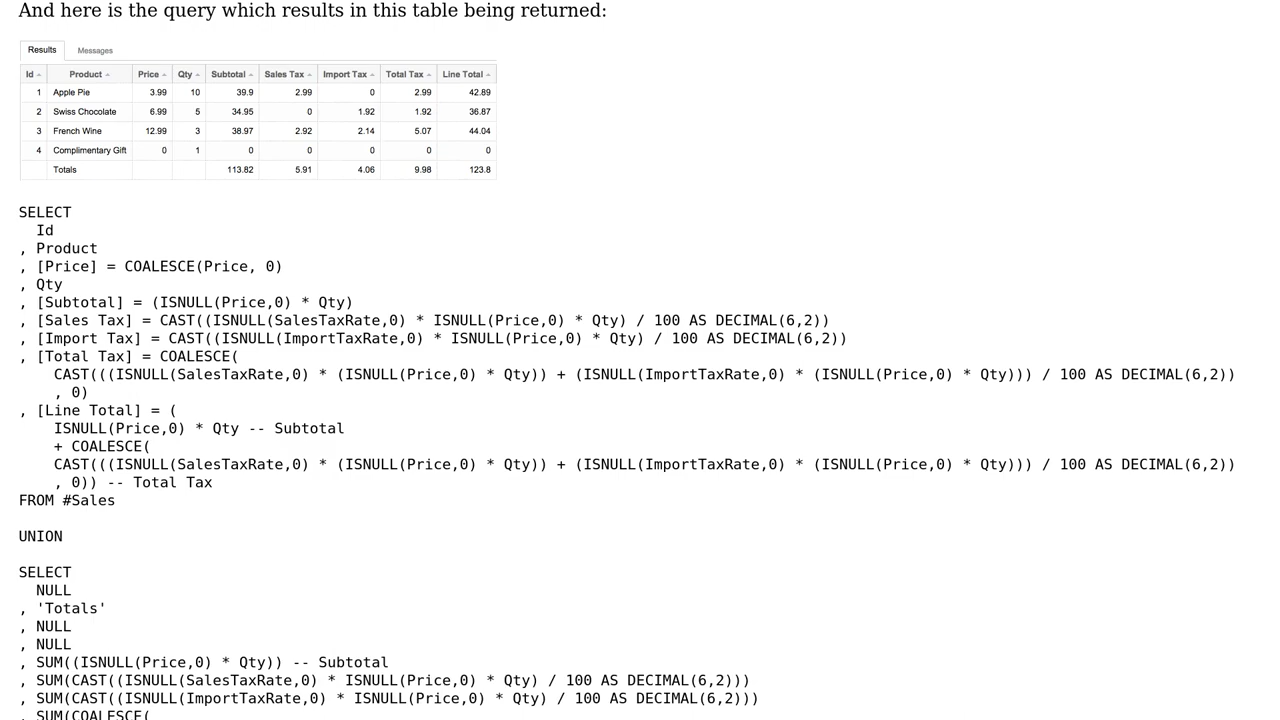 And here is the query which results in this table being returned:
Results Messages
Id Product Price Qty Subtotal Sales Tax Import Tax Total Tax Line Total
1 Apple Pie 3.99 10 39.9 2.99 0 2.99 42.89
2 Swiss Chocolate 6.99 5 34.95 0 1.92 1.92 36.87
3 French Wine 12.99 3 38.97 2.92 2.14 5.07 44.04
4 Complimentary Gift 0 1 0 0 0 0 0
Totals 113.82 5.91 4.06 9.98 123.8
SELECT
  Id
, Product
, [Price] = COALESCE(Price, 0)
, Qty
, [Subtotal] = (ISNULL(Price,0) * Qty)
, [Sales Tax] = CAST((ISNULL(SalesTaxRate,0) * ISNULL(Price,0) * Qty) / 100 AS DECIMAL(6,2))
, [Import Tax] = CAST((ISNULL(ImportTaxRate,0) * ISNULL(Price,0) * Qty) / 100 AS DECIMAL(6,2))
, [Total Tax] = COALESCE(
    CAST(((ISNULL(SalesTaxRate,0) * (ISNULL(Price,0) * Qty)) + (ISNULL(ImportTaxRate,0) * (ISNULL(Price,0) * Qty))) / 100 AS DECIMAL(6,2))
    , 0)
, [Line Total] = (
    ISNULL(Price,0) * Qty -- Subtotal
    + COALESCE(
    CAST(((ISNULL(SalesTaxRate,0) * (ISNULL(Price,0) * Qty)) + (ISNULL(ImportTaxRate,0) * (ISNULL(Price,0) * Qty))) / 100 AS DECIMAL(6,2))
    , 0)) -- Total Tax
FROM #Sales
UNION
SELECT
  NULL
, 'Totals'
, NULL
, NULL
, SUM((ISNULL(Price,0) * Qty)) -- Subtotal
, SUM(CAST((ISNULL(SalesTaxRate,0) * ISNULL(Price,0) * Qty) / 100 AS DECIMAL(6,2)))
, SUM(CAST((ISNULL(ImportTaxRate,0) * ISNULL(Price,0) * Qty) / 100 AS DECIMAL(6,2)))
, SUM(COALESCE(